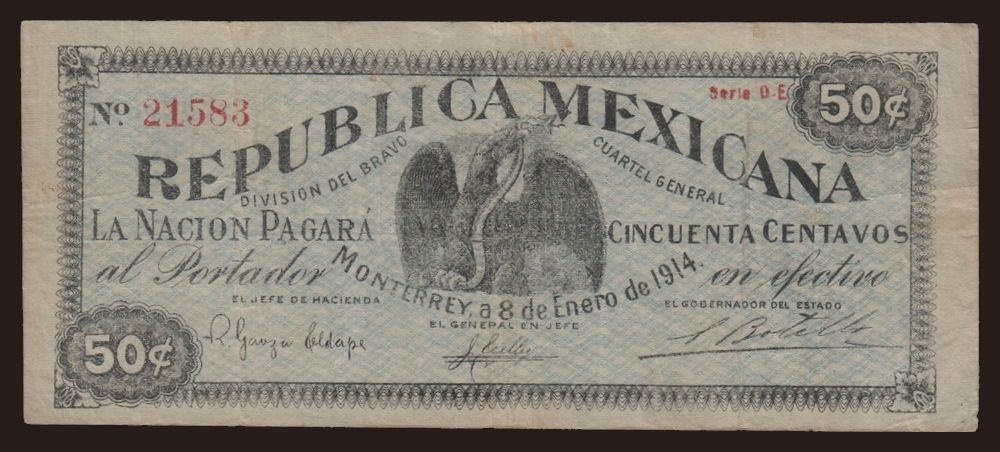 Nº 21583
Serie D-E
50¢
REPUBLICA MEXICANA
DIVISION DEL BRAVO
CUARTEL GENERAL
LA NACION PAGARÁ
CINCUENTA CENTAVOS
al Portador
en efectivo
MONTERREY, a 8 de Enero de 1914.
EL JEFE DE HACIENDA
EL GENERAL EN JEFE
EL GOBERNADOR DEL ESTADO
R. Garza Eldape
50¢